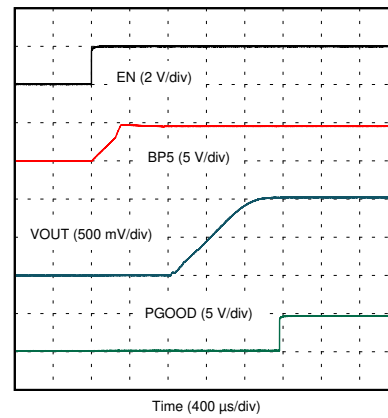 EN (2 V/div)
BP5 (5 V/div)
VOUT (500 mV/div)
PGOOD (5 V/div)
Time (400 µs/div)